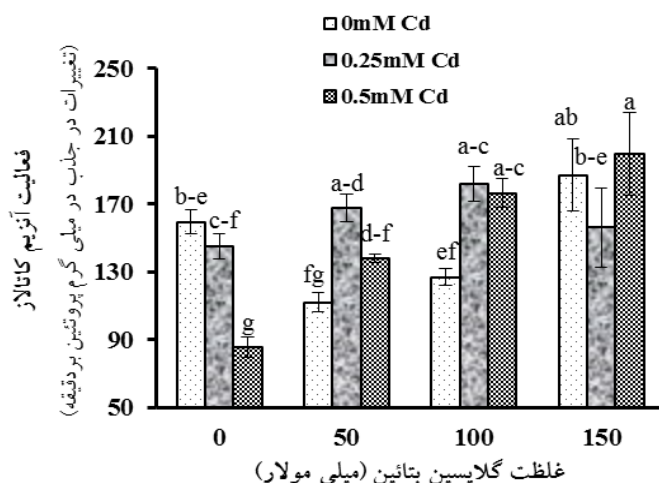 0mM Cd
0.25mM Cd
0.5mM Cd
فعالیت آنزیم کاتالاز
(تغییرات در جذب در میلی گرم پروتئین بردقیقه)
250
210
170
130
90
50
b-e
c-f
g
fg
a-d
d-f
ef
a-c
a-c
ab
b-e
a
0 50 100 150
غلظت گلایسین بتائین (میلی مولار)